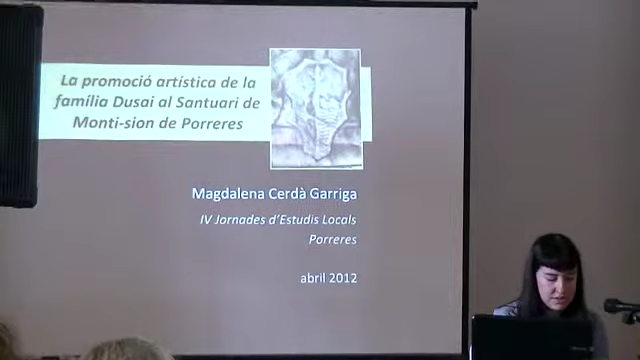 La promoció artística de la
família Dusai al Santuari de
Monti-sion de Porreres
Magdalena Cerdà Garriga
IV Jornades d'Estudis Locals
Porreres
abril 2012